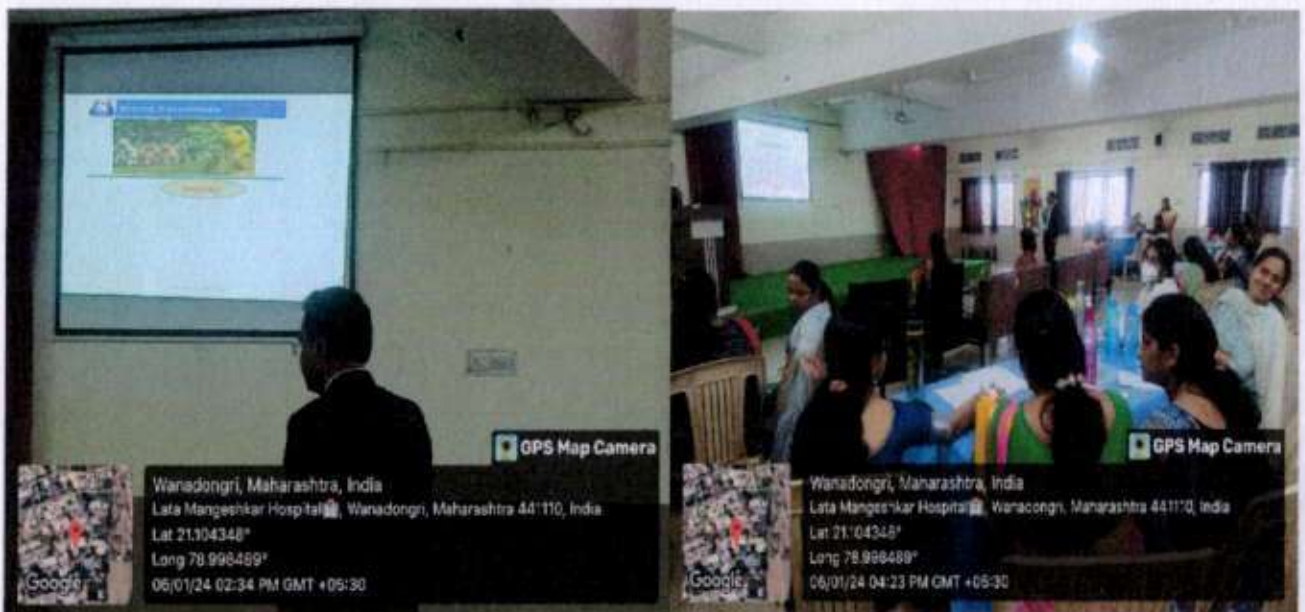 GPS Map Camera
Wanadongri, Maharashtra, India
Lata Mangeshkar Hospital, Wanadongri, Maharashtra 441110, India
Lat 21.104348°
Long 78.998489°
06/01/24 02:34 PM GMT +05:30
Google
GPS Map Camera
Wanadongri, Maharashtra, India
Lata Mangeshkar Hospital, Wanadongri, Maharashtra 441110, India
Lat 21.104348°
Long 78.998489°
06/01/24 04:23 PM GMT +05:30
Google